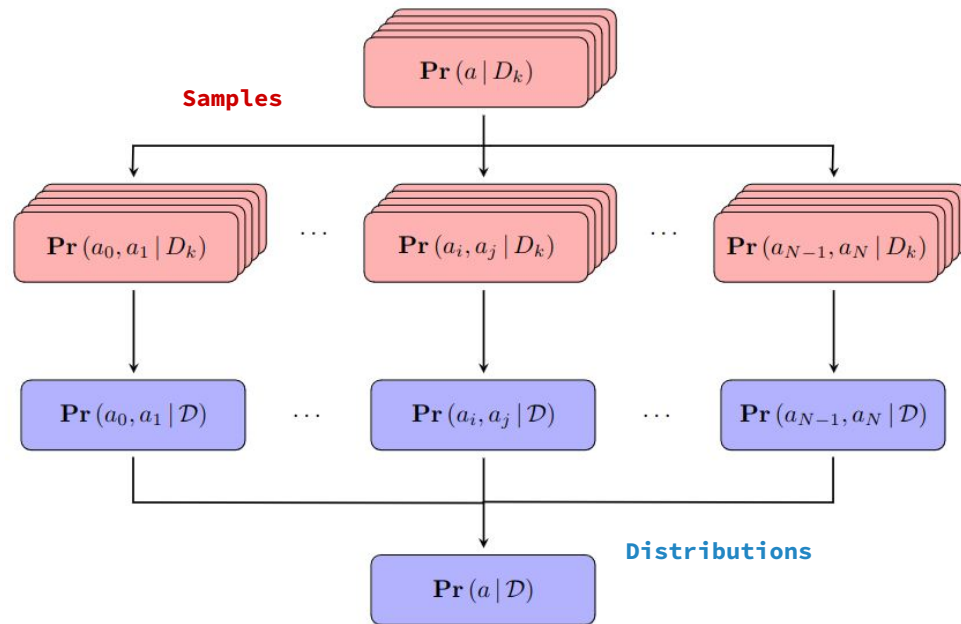 Pr (a | D_k)
Samples
Pr (a_0, a_1 | D_k) ... Pr (a_i, a_j | D_k) ... Pr (a_{N−1}, a_N | D_k)
Pr (a_0, a_1 | 𝒟) ... Pr (a_i, a_j | 𝒟) ... Pr (a_{N−1}, a_N | 𝒟)
Distributions
Pr (a | 𝒟)